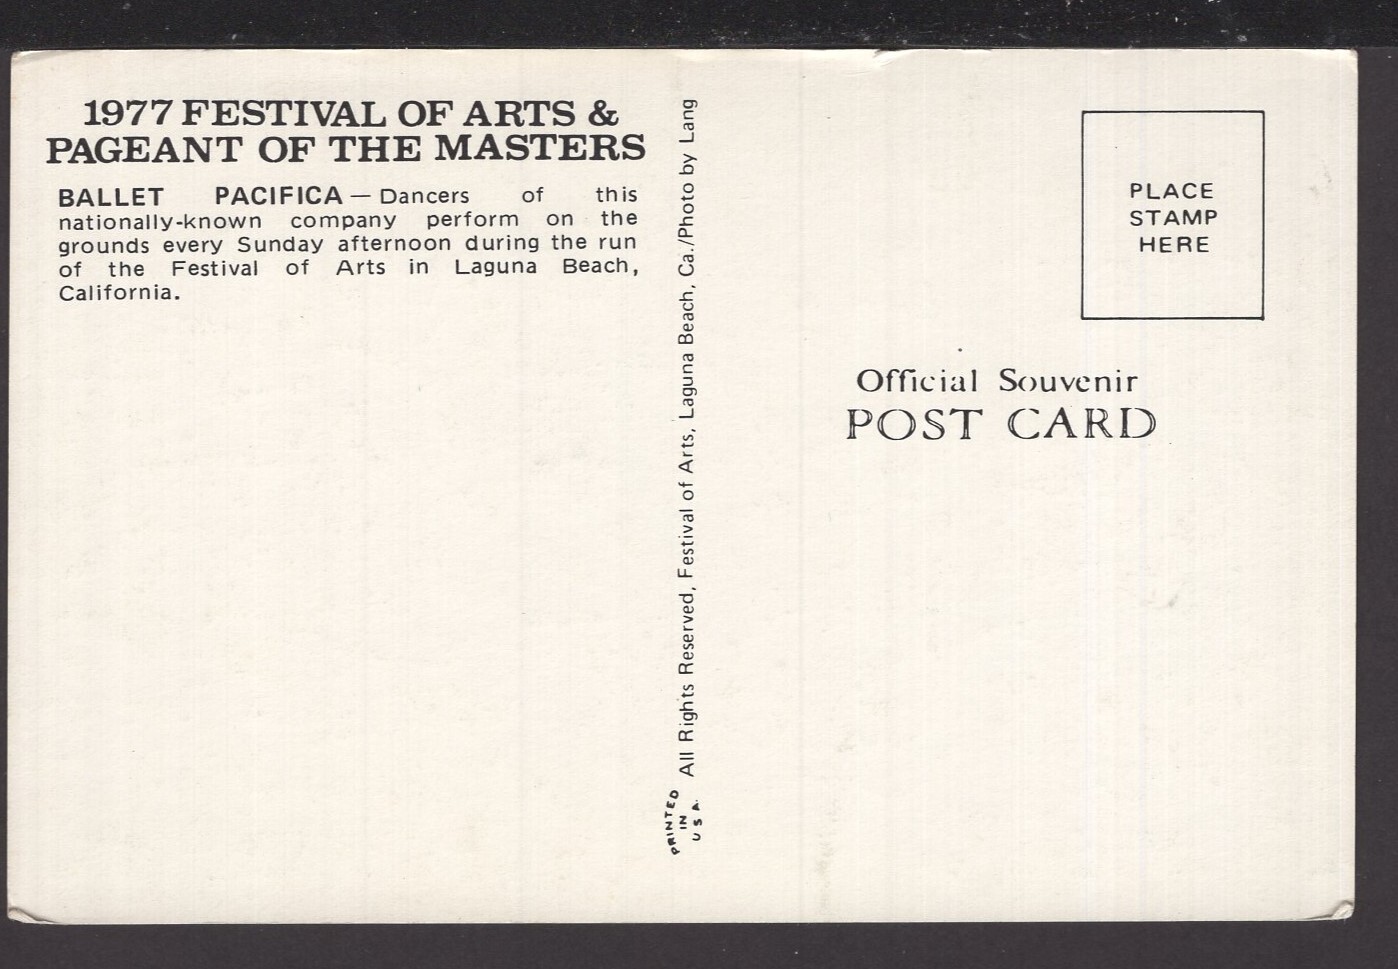 1977 FESTIVAL OF ARTS &
PAGEANT OF THE MASTERS
BALLET PACIFICA — Dancers of this
nationally-known company perform on the
grounds every Sunday afternoon during the run
of the Festival of Arts in Laguna Beach,
California.
All Rights Reserved, Festival of Arts, Laguna Beach, Ca./Photo by Lang
PRINTED
IN
U S A.
PLACE
STAMP
HERE
Official Souvenir
POST CARD